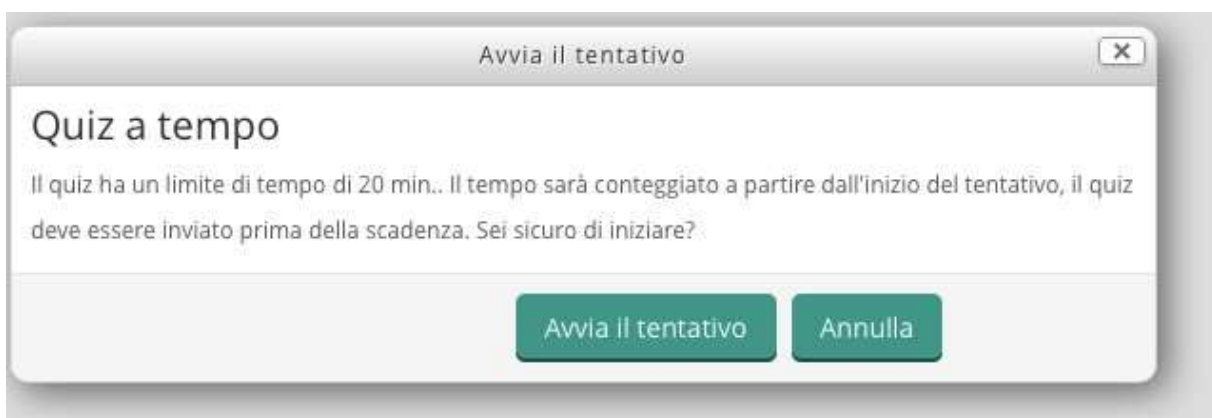 Avvia il tentativo
Quiz a tempo
Il quiz ha un limite di tempo di 20 min.. Il tempo sarà conteggiato a partire dall'inizio del tentativo, il quiz
deve essere inviato prima della scadenza. Sei sicuro di iniziare?
Avvia il tentativo Annulla